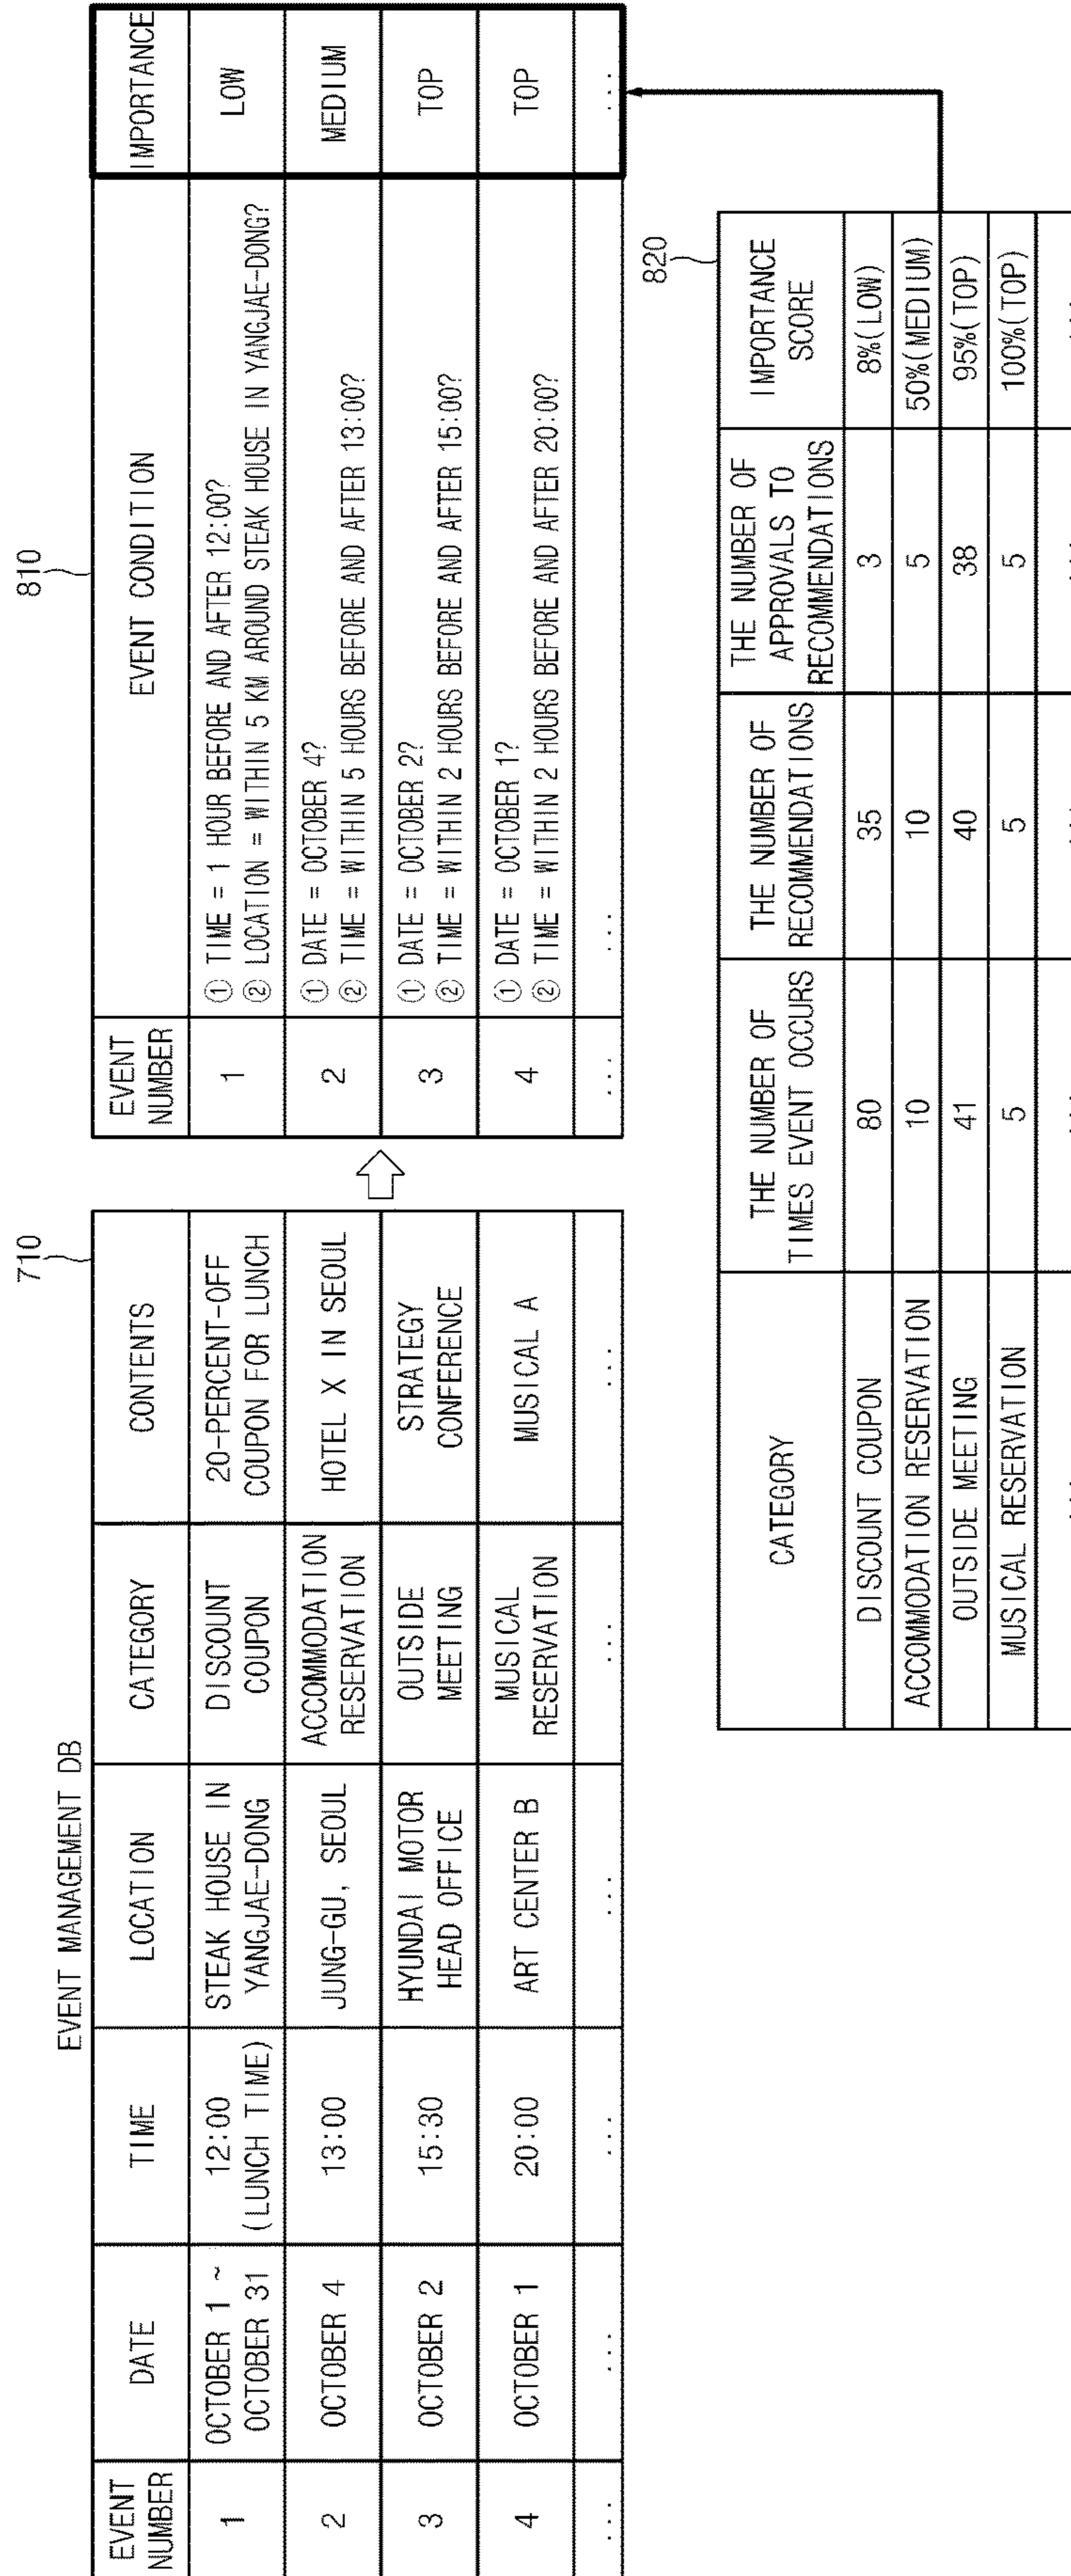 EVENT MANAGEMENT DB
710
EVENT
NUMBER
DATE
TIME
LOCATION
CATEGORY
CONTENTS
1
OCTOBER 1 ~
OCTOBER 31
12:00
(LUNCH TIME)
STEAK HOUSE IN
YANGJAE-DONG
DISCOUNT
COUPON
20-PERCENT-OFF
COUPON FOR LUNCH
2
OCTOBER 4
13:00
JUNG-GU, SEOUL
ACCOMMODATION
RESERVATION
HOTEL X IN SEOUL
3
OCTOBER 2
15:30
HYUNDAI MOTOR
HEAD OFFICE
OUTSIDE
MEETING
STRATEGY
CONFERENCE
4
OCTOBER 1
20:00
ART CENTER B
MUSICAL
RESERVATION
MUSICAL A
... ... ... ... ... ...
810
EVENT
NUMBER
EVENT CONDITION
IMPORTANCE
1
① TIME = 1 HOUR BEFORE AND AFTER 12:00?
② LOCATION = WITHIN 5 KM AROUND STEAK HOUSE IN YANGJAE-DONG?
LOW
2
① DATE = OCTOBER 4?
② TIME = WITHIN 5 HOURS BEFORE AND AFTER 13:00?
MEDIUM
3
① DATE = OCTOBER 2?
② TIME = WITHIN 2 HOURS BEFORE AND AFTER 15:00?
TOP
4
① DATE = OCTOBER 1?
② TIME = WITHIN 2 HOURS BEFORE AND AFTER 20:00?
TOP
... ... ...
820
CATEGORY
THE NUMBER OF
TIMES EVENT OCCURS
THE NUMBER OF
RECOMMENDATIONS
THE NUMBER OF
APPROVALS TO
RECOMMENDATIONS
IMPORTANCE
SCORE
DISCOUNT COUPON 80 35 3 8%(LOW)
ACCOMMODATION RESERVATION 10 10 5 50%(MEDIUM)
OUTSIDE MEETING 41 40 38 95%(TOP)
MUSICAL RESERVATION 5 5 5 100%(TOP)
... ... ... ... ...